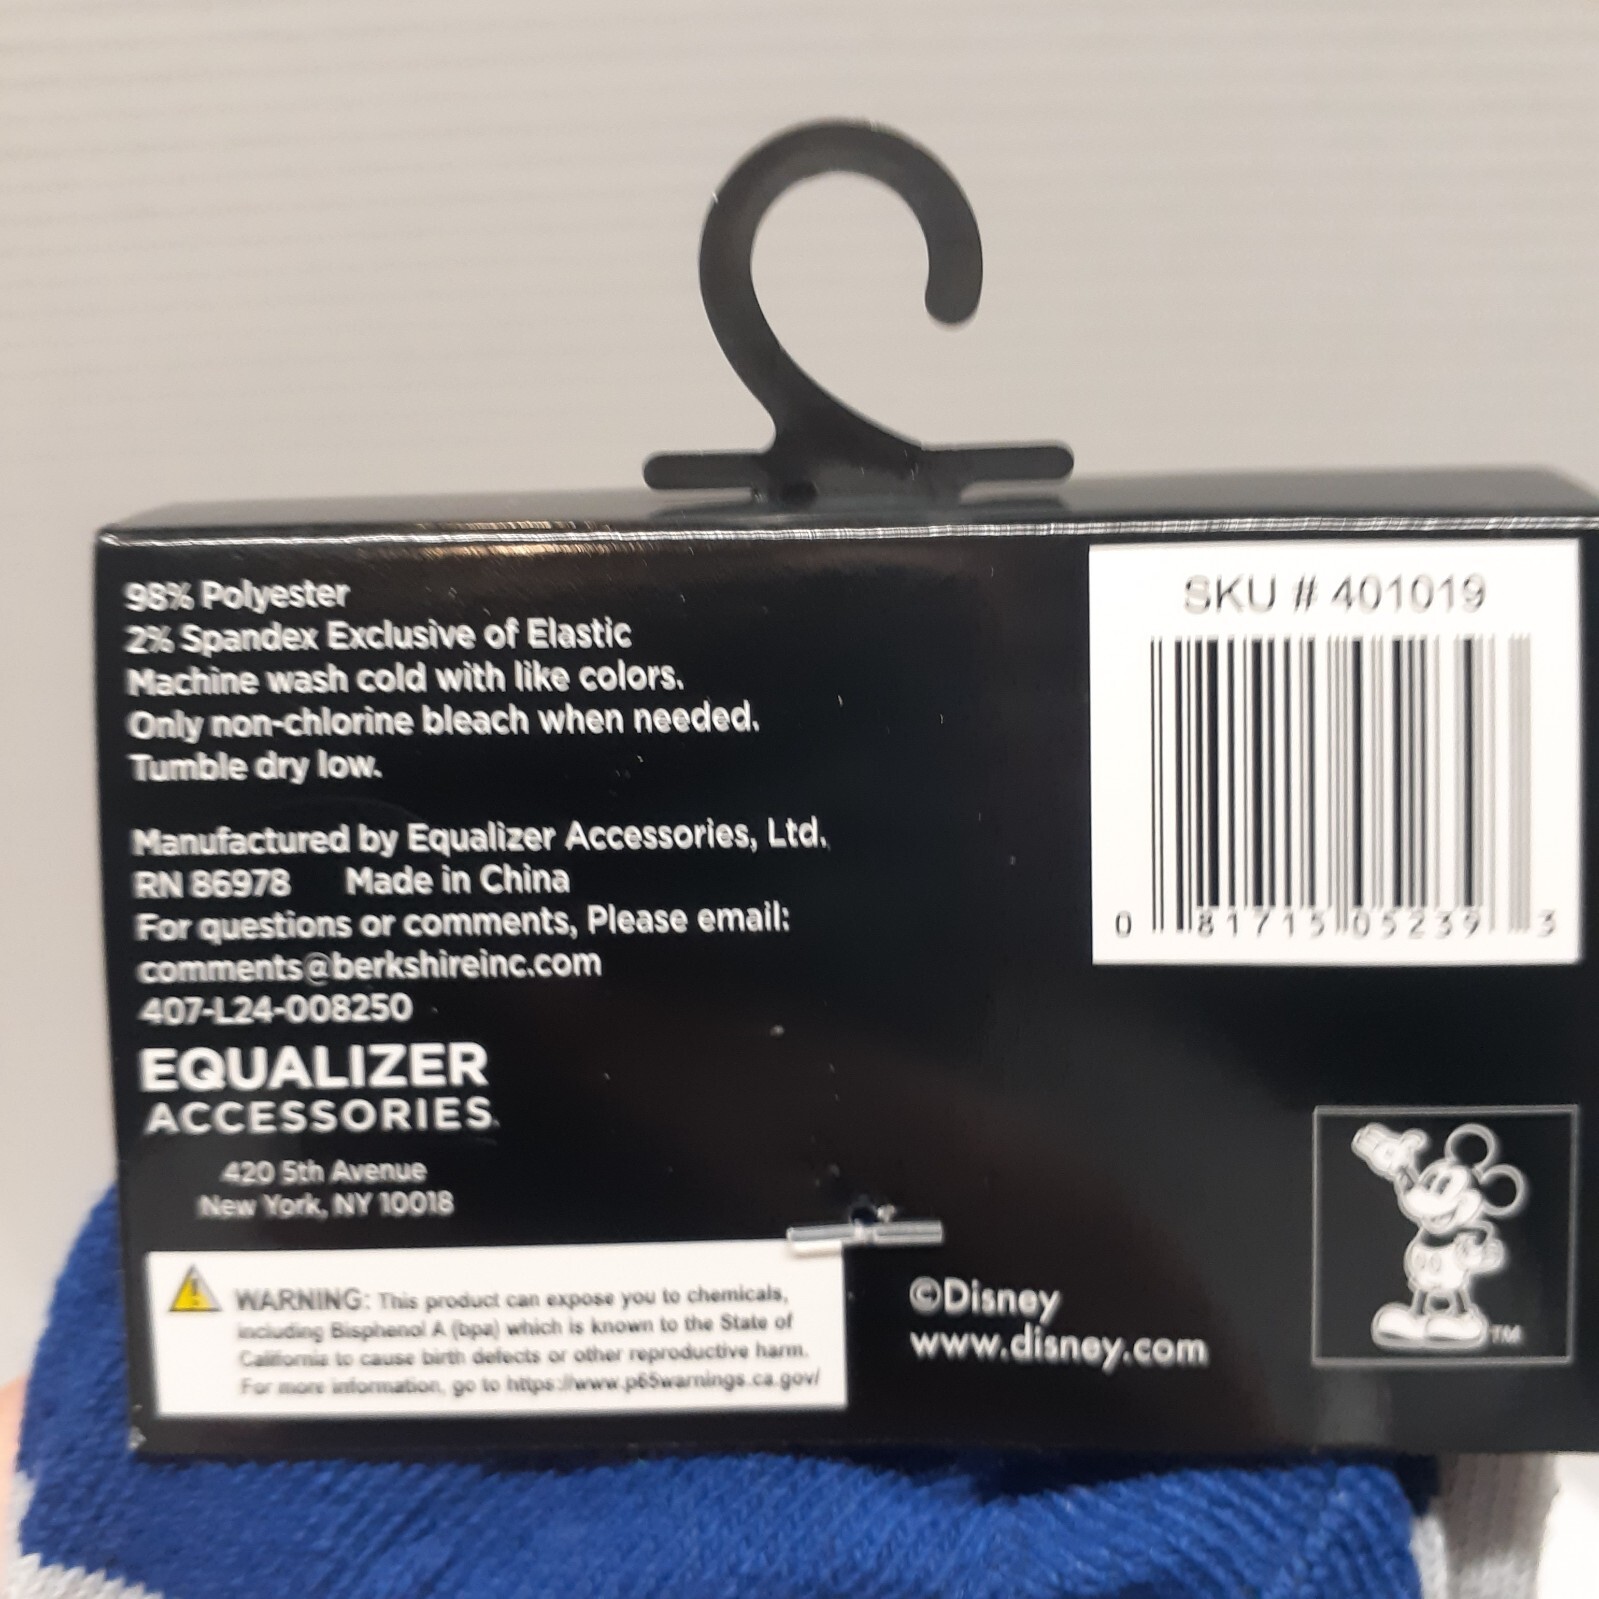 98% Polyester
2% Spandex Exclusive of Elastic
Machine wash cold with like colors.
Only non-chlorine bleach when needed.
Tumble dry low.
Manufactured by Equalizer Accessories, Ltd.
RN 86978 Made in China
For questions or comments, Please email:
comments@berkshireinc.com
407-L24-008250
EQUALIZER
ACCESSORIES
420 5th Avenue
New York, NY 10018
WARNING: This product can expose you to chemicals,
including Bisphenol A (bpa) which is known to the State of
California to cause birth defects or other reproductive harm.
For more information, go to https://www.p65warnings.ca.gov/
SKU # 401019
0 81715 05239 3
©Disney
www.disney.com
TM